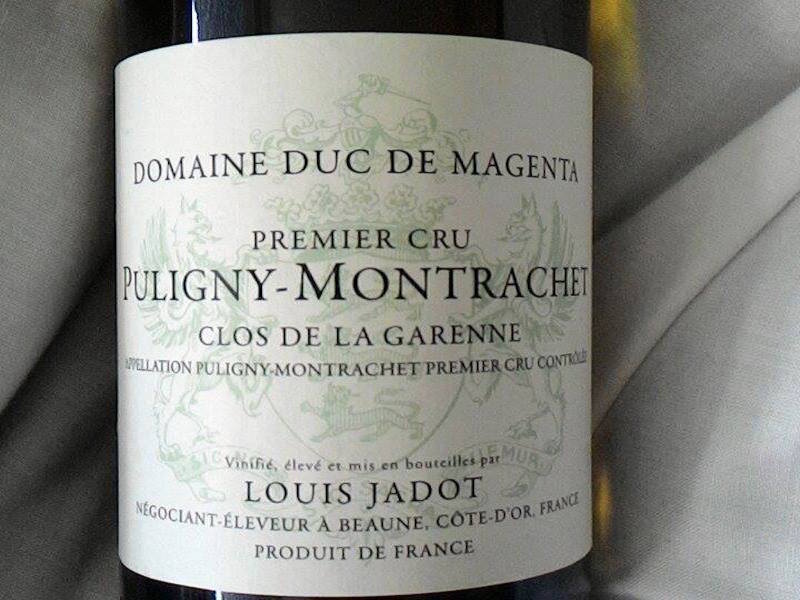 DOMAINE DUC DE MAGENTA
PREMIER CRU
PULIGNY-MONTRACHET
CLOS DE LA GARENNE
APPELLATION PULIGNY-MONTRACHET PREMIER CRU CONTRÔLÉE
Vinifié, élevé et mis en bouteilles par
LOUIS JADOT
NÉGOCIANT-ÉLEVEUR À BEAUNE, CÔTE-D'OR, FRANCE
PRODUIT DE FRANCE